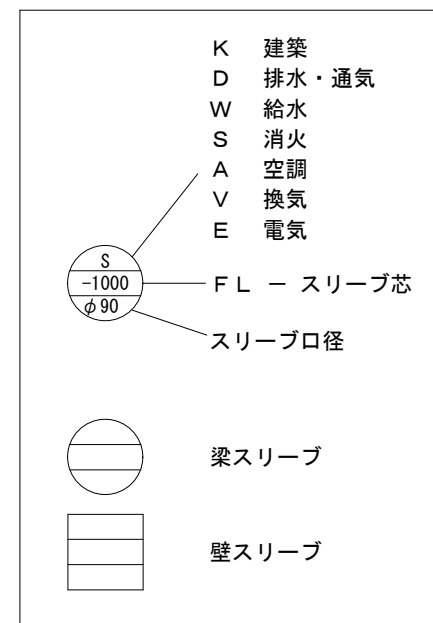 K 建築
D 排水・通気
W 給水
S 消火
A 空調
V 換気
E 電気
S
-1000
φ90
FL － スリーブ芯
スリーブ口径
梁スリーブ
壁スリーブ